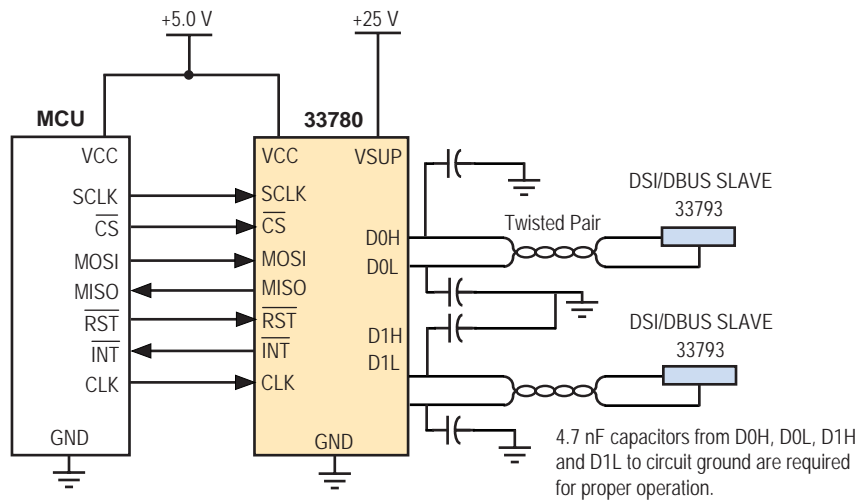 +5.0 V
+25 V
MCU
33780
VCC
VCC
VSUP
SCLK
SCLK
CS
CS
MOSI
MOSI
MISO
MISO
RST
RST
INT
INT
CLK
CLK
GND
GND
D0H
D0L
D1H
D1L
Twisted Pair
DSI/DBUS SLAVE
33793
DSI/DBUS SLAVE
33793
4.7 nF capacitors from D0H, D0L, D1H
and D1L to circuit ground are required
for proper operation.